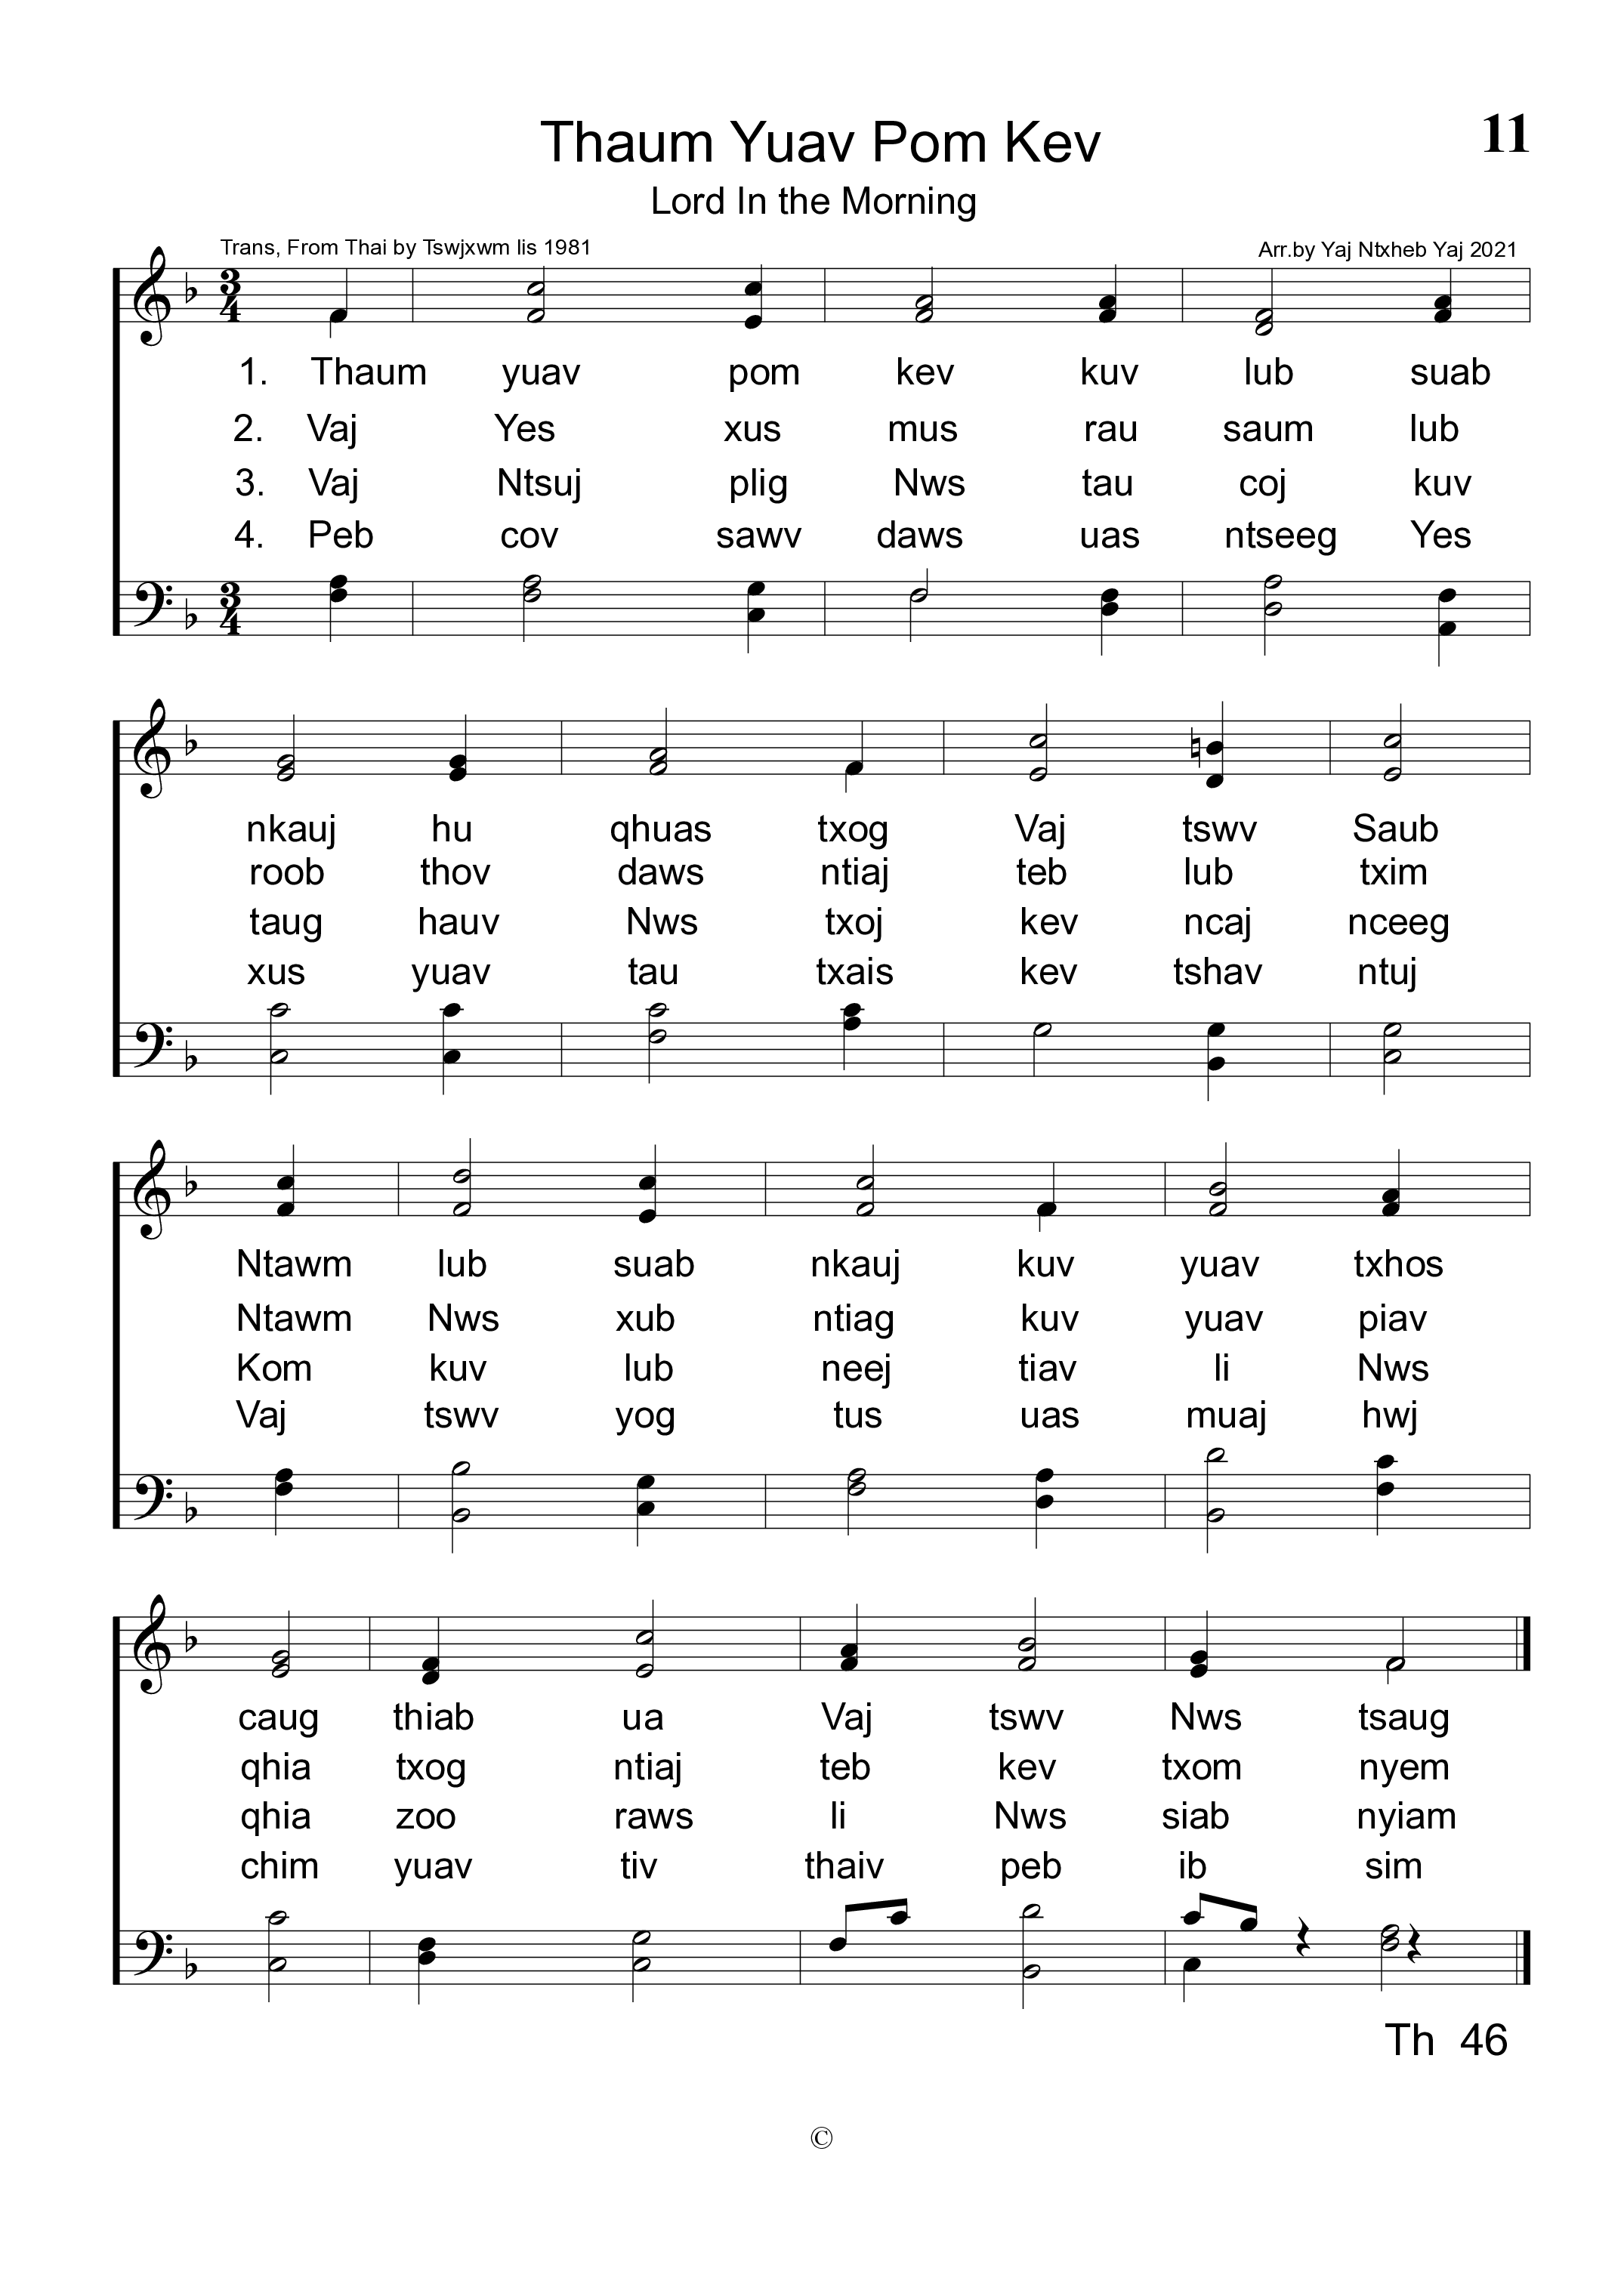 11
Thaum Yuav Pom Kev
Lord In the Morning
Trans, From Thai by Tswjxwm lis 1981
Arr.by Yaj Ntxheb Yaj 2021
1. Thaum yuav pom kev kuv lub suab
2. Vaj Yes xus mus rau saum lub
3. Vaj Ntsuj plig Nws tau coj kuv
4. Peb cov sawv daws uas ntseeg Yes
nkauj hu qhuas txog Vaj tswv Saub
roob thov daws ntiaj teb lub txim
taug hauv Nws txoj kev ncaj nceeg
xus yuav tau txais kev tshav ntuj
Ntawm lub suab nkauj kuv yuav txhos
Ntawm Nws xub ntiag kuv yuav piav
Kom kuv lub neej tiav li Nws
Vaj tswv yog tus uas muaj hwj
caug thiab ua Vaj tswv Nws tsaug
qhia txog ntiaj teb kev txom nyem
qhia zoo raws li Nws siab nyiam
chim yuav tiv thaiv peb ib sim
Th 46
©